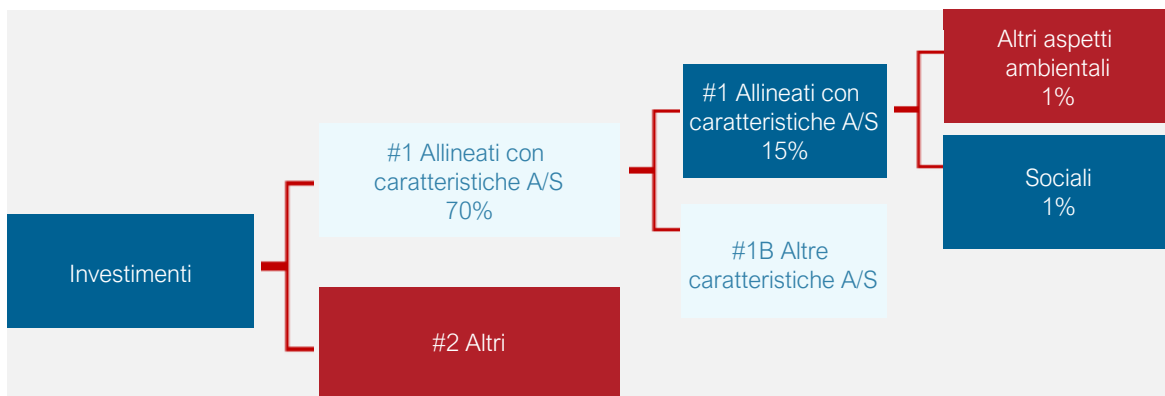 Investimenti
#1 Allineati con
caratteristiche A/S
70%
#2 Altri
#1 Allineati con
caratteristiche A/S
15%
#1B Altre
caratteristiche A/S
Altri aspetti
ambientali
1%
Sociali
1%